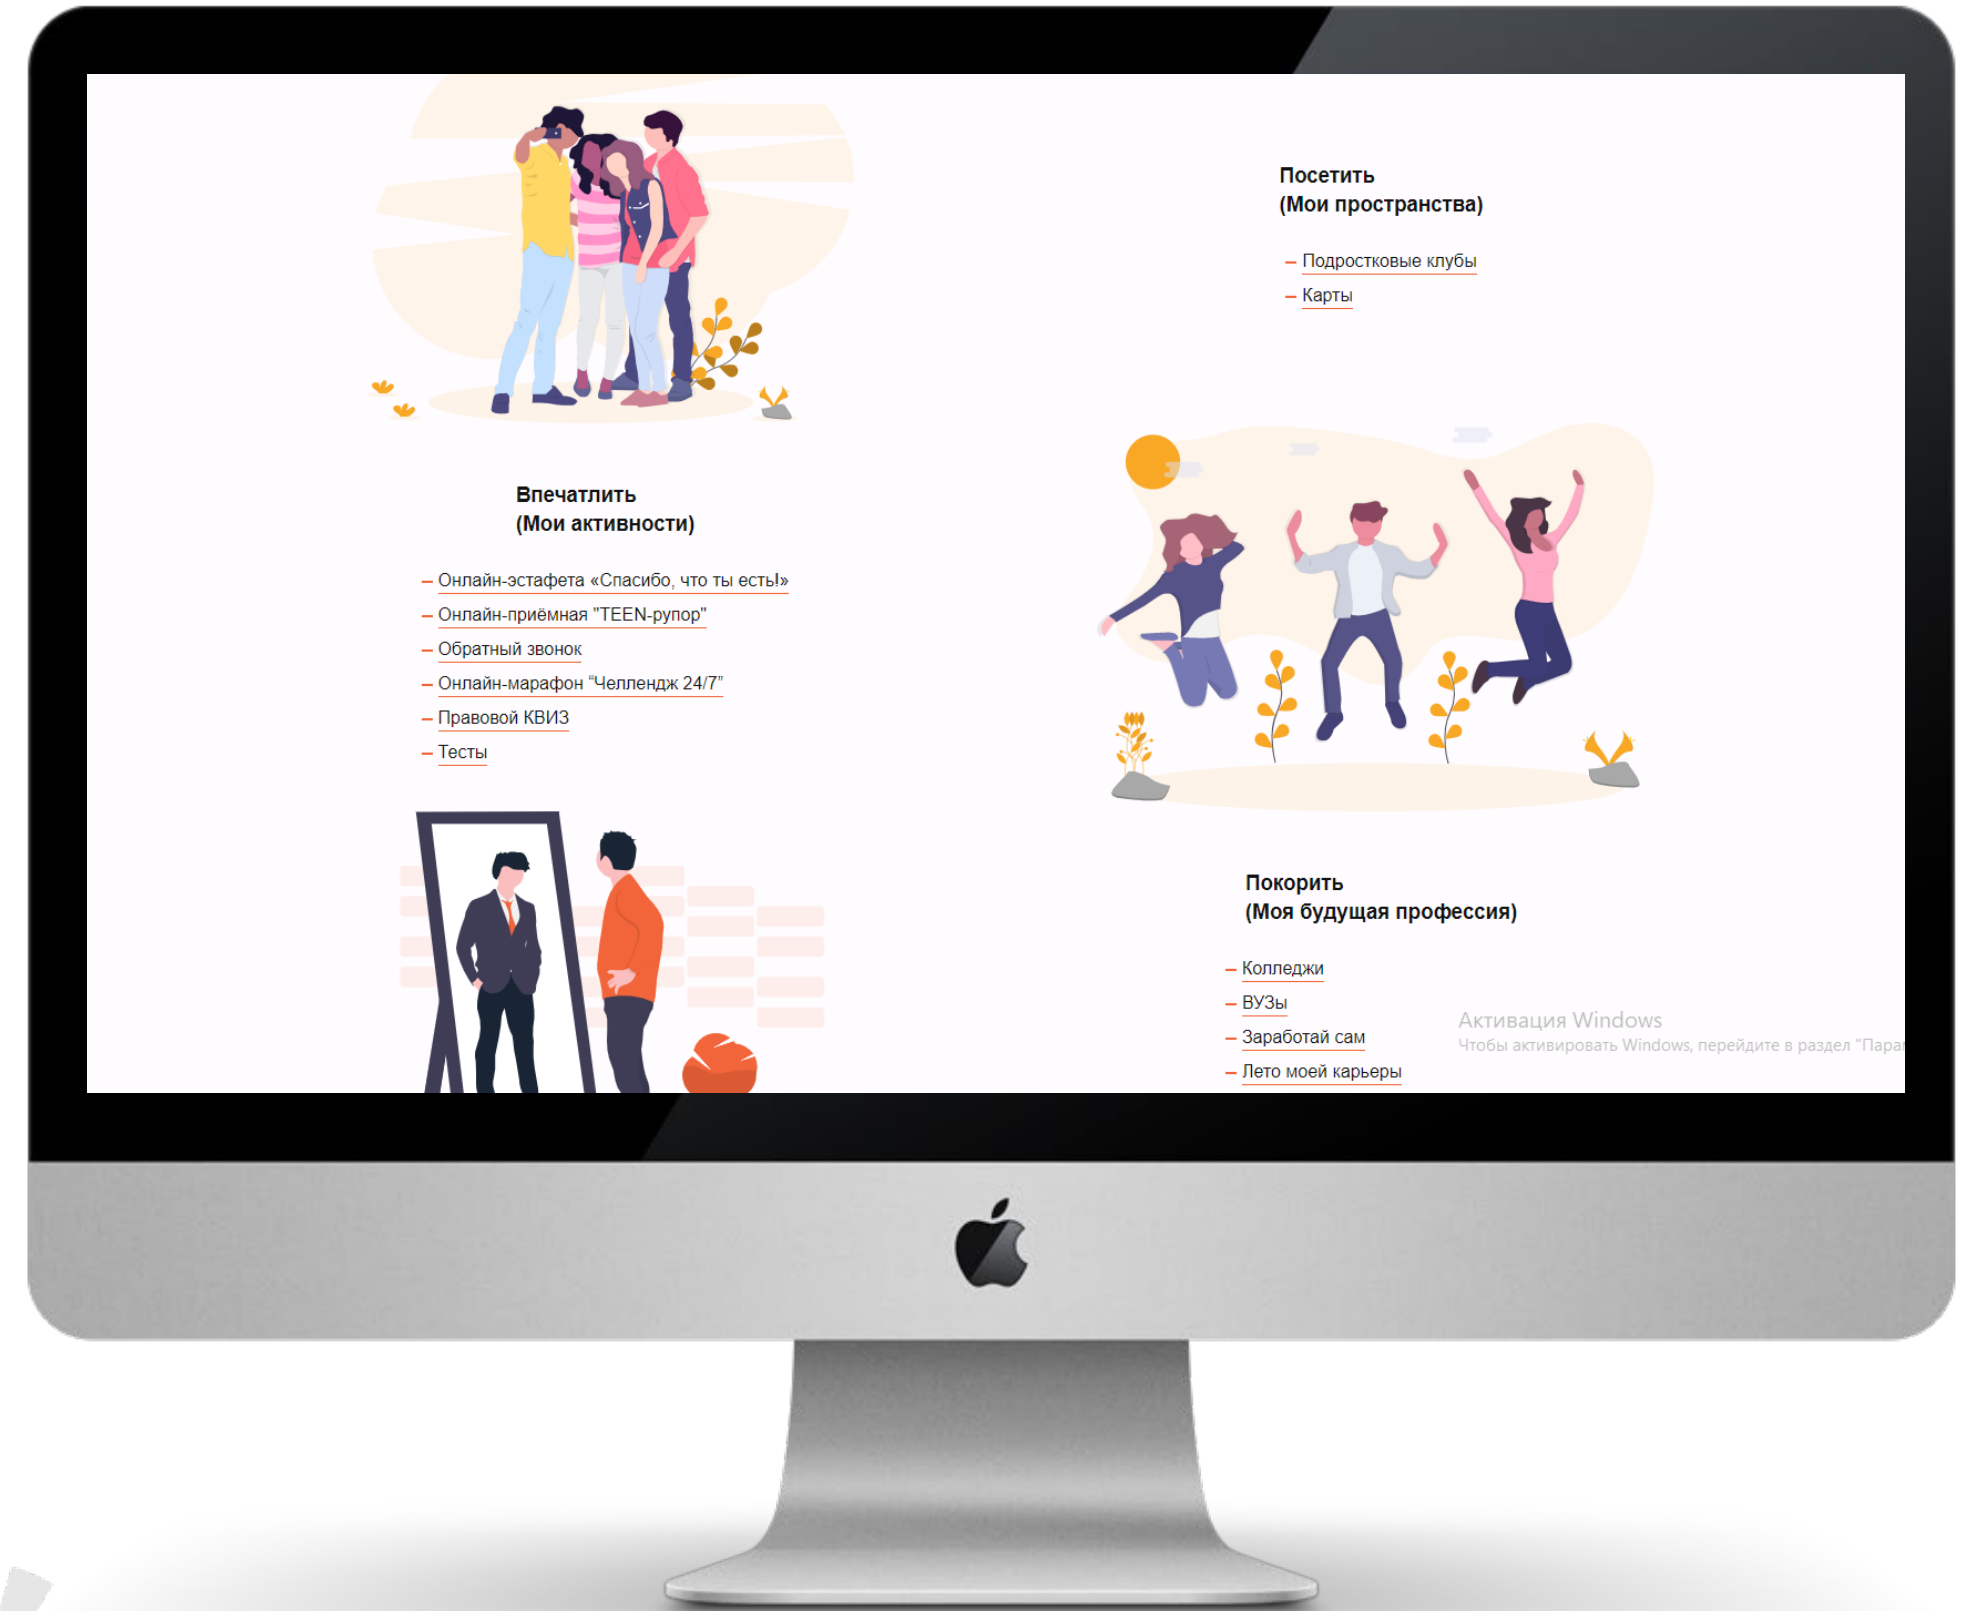 Посетить
(Мои пространства)
– Подростковые клубы
– Карты
Впечатлить
(Мои активности)
– Онлайн-эстафета «Спасибо, что ты есть!»
– Онлайн-приёмная "TEEN-рупор"
– Обратный звонок
– Онлайн-марафон “Челлендж 24/7”
– Правовой КВИЗ
– Тесты
Покорить
(Моя будущая профессия)
– Колледжи
– ВУЗы
– Заработай сам
– Лето моей карьеры
Активация Windows
Чтобы активировать Windows, перейдите в раздел "Пара